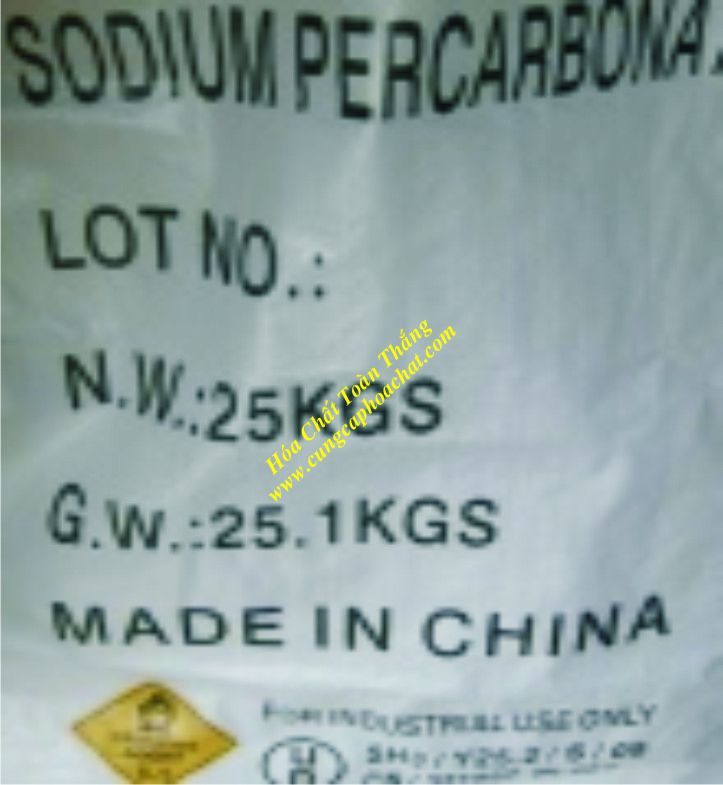 SODIUM PERCARBONA
LOT NO.:
N.W.:25KGS
Hóa Chất Toàn Thắng
www.cungcaphoachat.com
G.W.:25.1KGS
MADE IN CHINA
FOR INDUSTRIAL USE ONLY